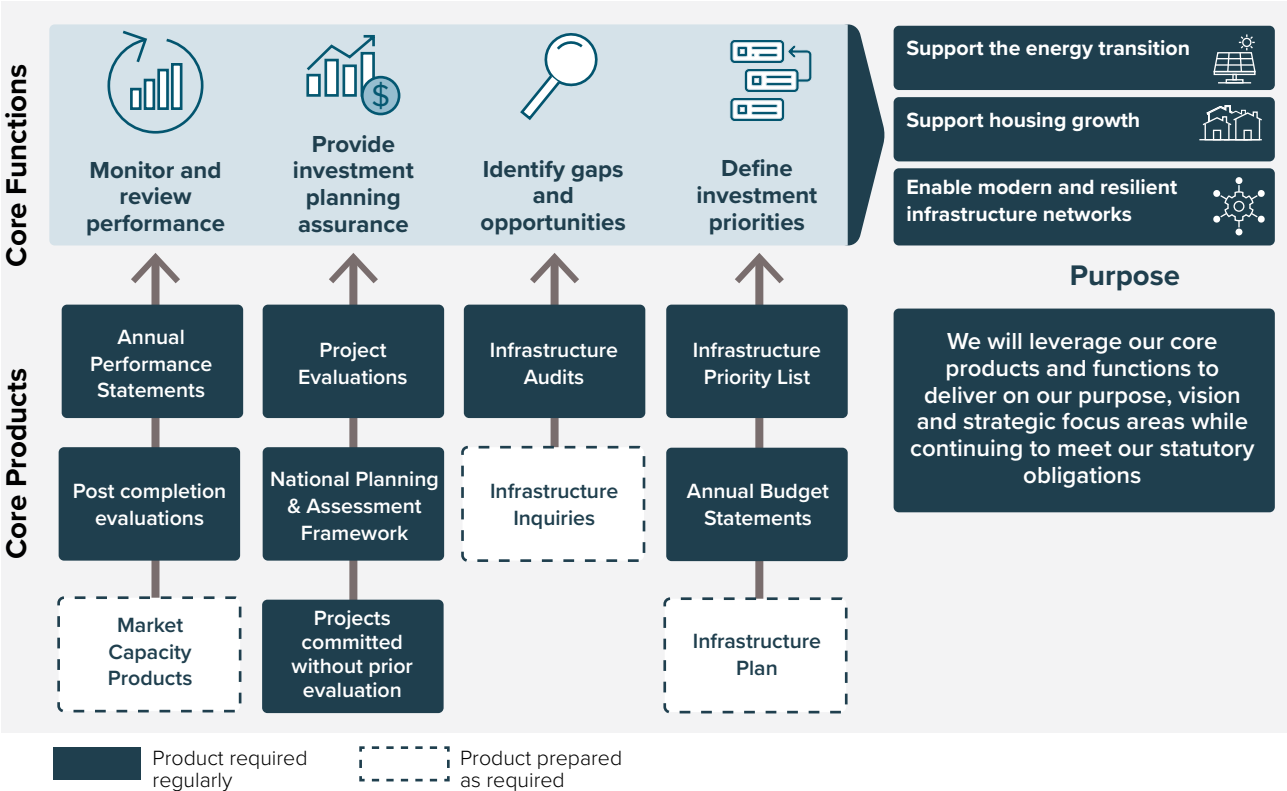 Core Functions
Monitor and
review
performance
$
Provide
investment
planning
assurance
Identify gaps
and
opportunities
Define
investment
priorities
Support the energy transition
Support housing growth
Enable modern and resilient
infrastructure networks
Purpose
We will leverage our core
products and functions to
deliver on our purpose, vision
and strategic focus areas while
continuing to meet our statutory
obligations
Core Products
Annual
Performance
Statements
Post completion
evaluations
Market
Capacity
Products
Project
Evaluations
National Planning
& Assessment
Framework
Projects
committed
without prior
evaluation
Infrastructure
Audits
Infrastructure
Inquiries
Infrastructure
Priority List
Annual Budget
Statements
Infrastructure
Plan
Product required
regularly
Product prepared
as required